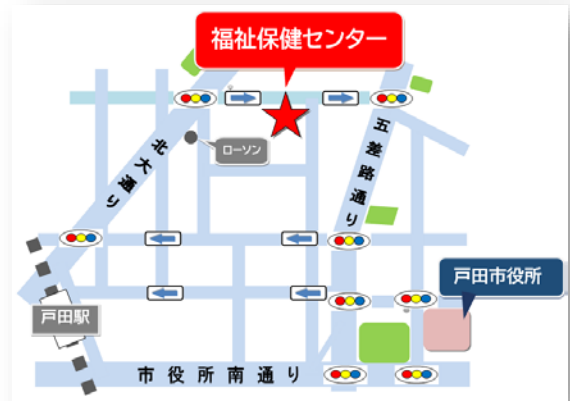 福祉保健センター
ローソン
北大通り
五差路通り
戸田市役所
戸田駅
市役所南通り